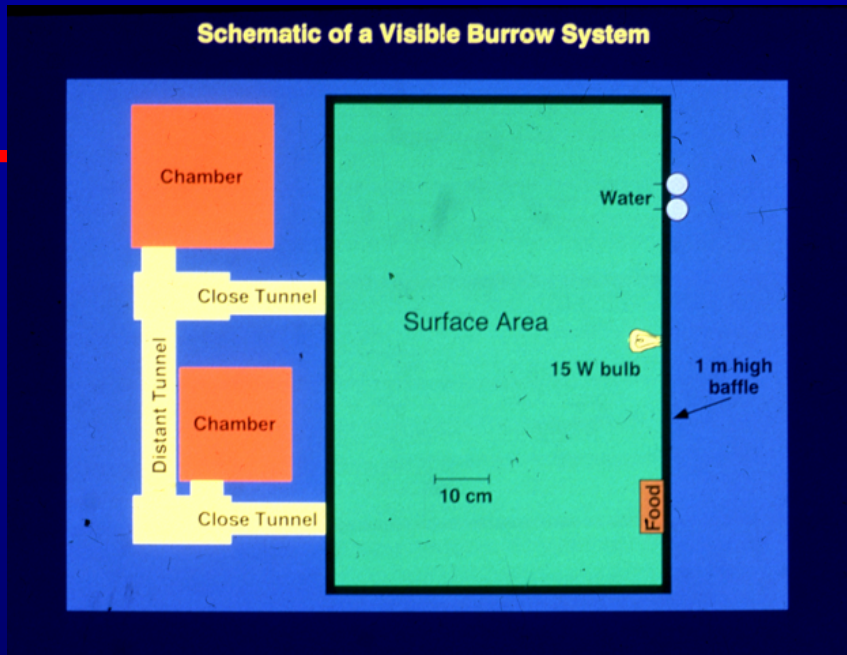 Schematic of a Visible Burrow System
Chamber
Water
Close Tunnel
Surface Area
15 W bulb
1 m high
baffle
Distant Tunnel
Chamber
10 cm
Food
Close Tunnel